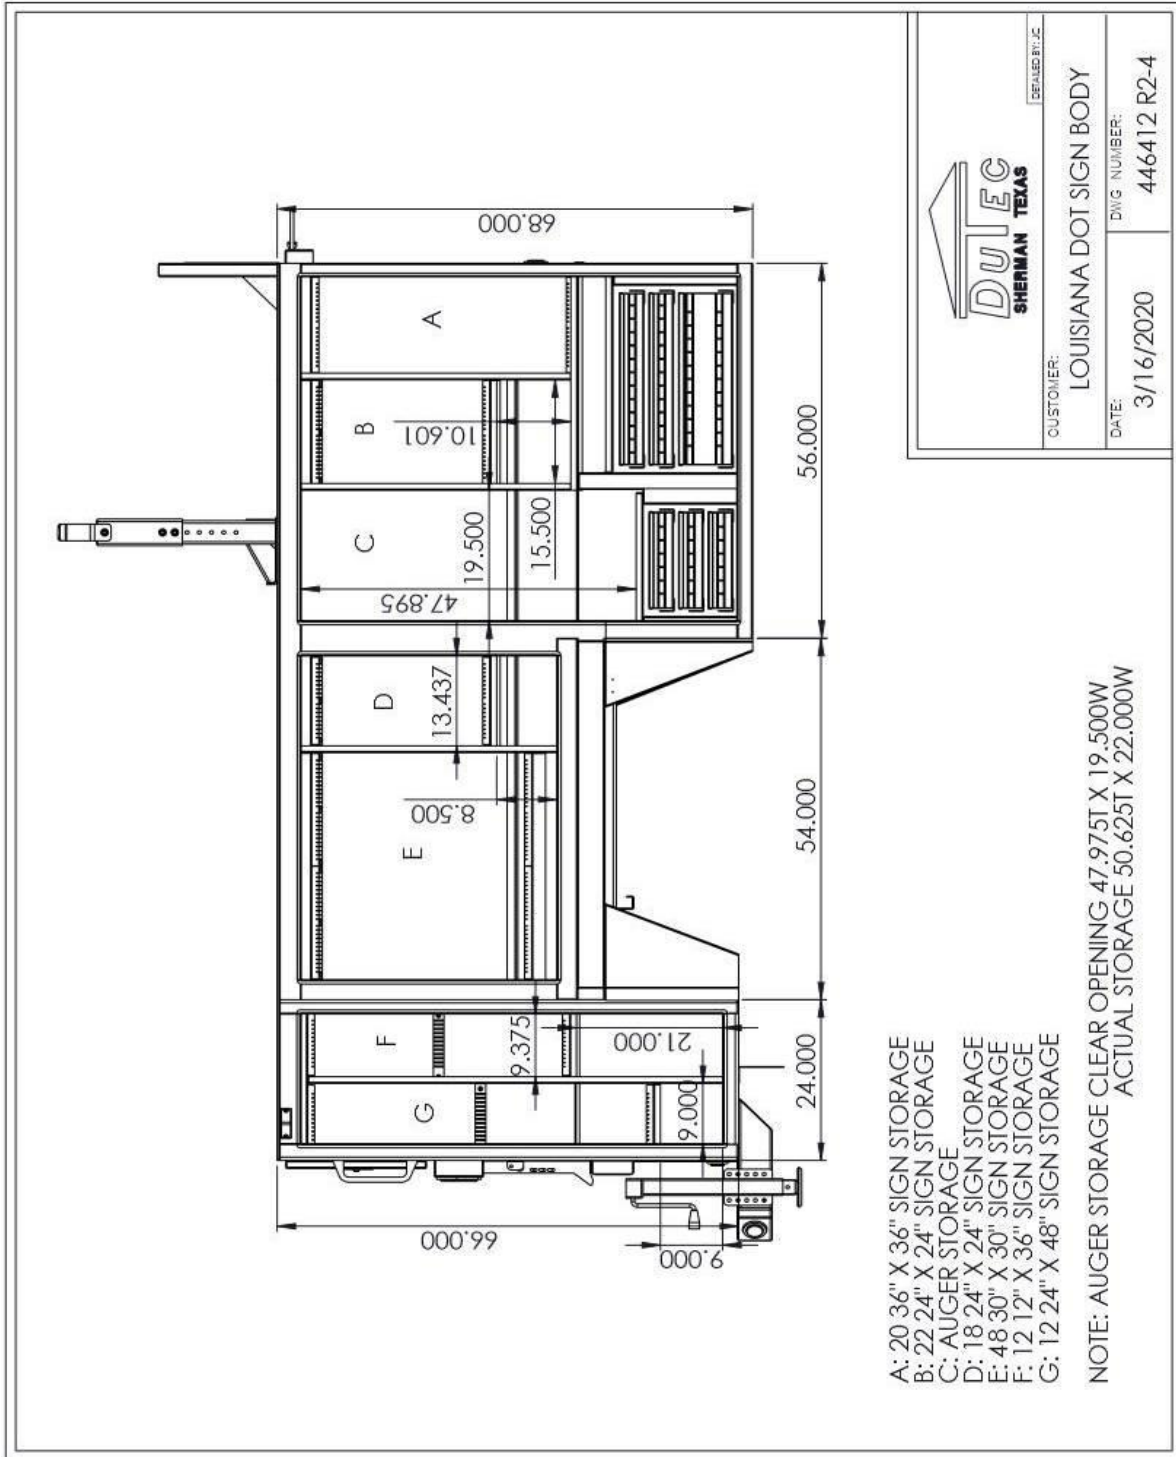 68.000
A
B
10.601
C
19.500
15.500
47.895
D
13.437
E
8.500
F
9.375
21.000
G
9.000
66.000
9.000
24.000
54.000
56.000
A: 20 36" X 36" SIGN STORAGE
B: 22 24" X 24" SIGN STORAGE
C: AUGER STORAGE
D: 18 24" X 24" SIGN STORAGE
E: 48 30" X 30" SIGN STORAGE
F: 12 12" X 36" SIGN STORAGE
G: 12 24" X 48" SIGN STORAGE
NOTE: AUGER STORAGE CLEAR OPENING 47.975T X 19.500W
ACTUAL STORAGE 50.625T X 22.000W
DUTEC
SHERMAN TEXAS
DETAILED BY: JC
CUSTOMER:
LOUISIANA DOT SIGN BODY
DATE:
3/16/2020
DWG NUMBER:
446412 R2-4